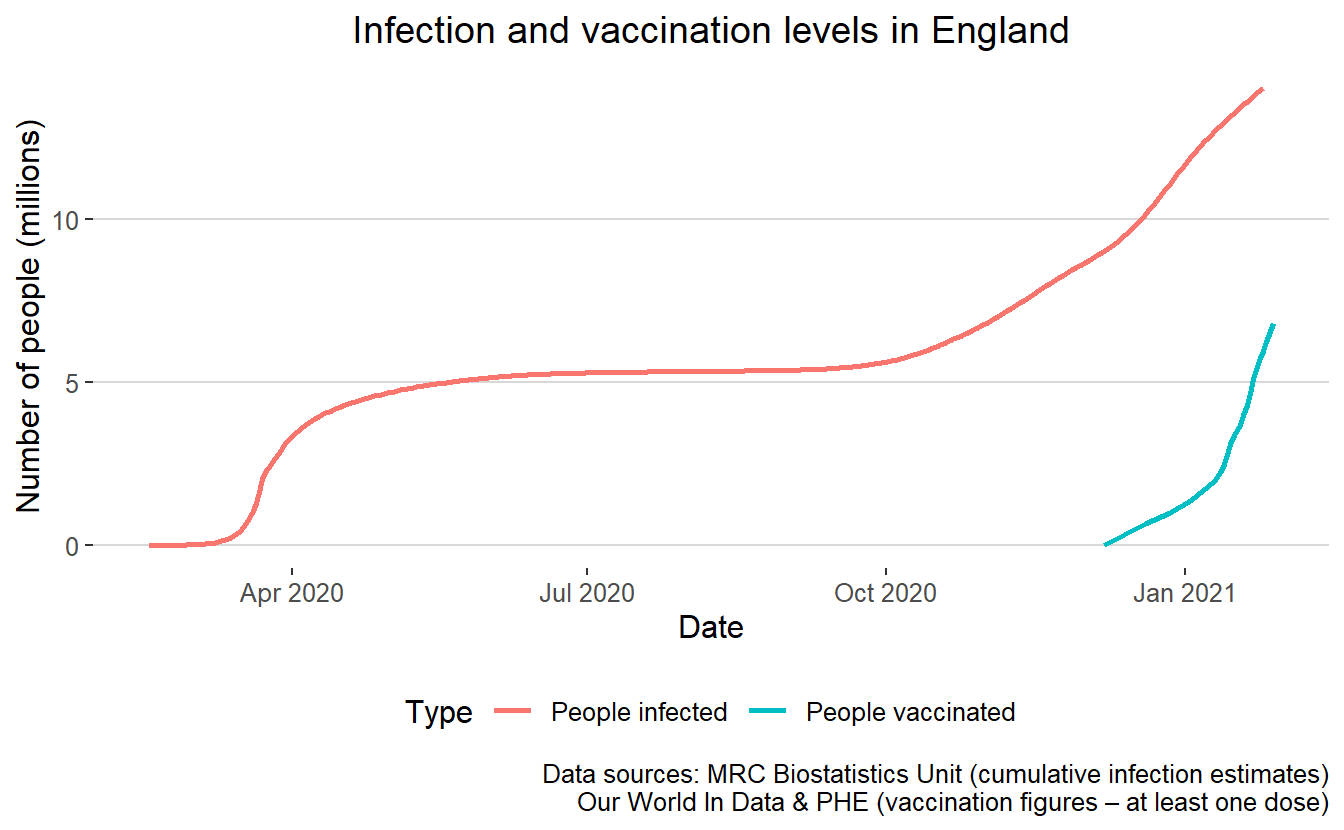 Infection and vaccination levels in England
Number of people (millions)
10
5
0
Apr 2020
Jul 2020
Oct 2020
Jan 2021
Date
Type
People infected
People vaccinated
Data sources: MRC Biostatistics Unit (cumulative infection estimates)
Our World In Data & PHE (vaccination figures – at least one dose)